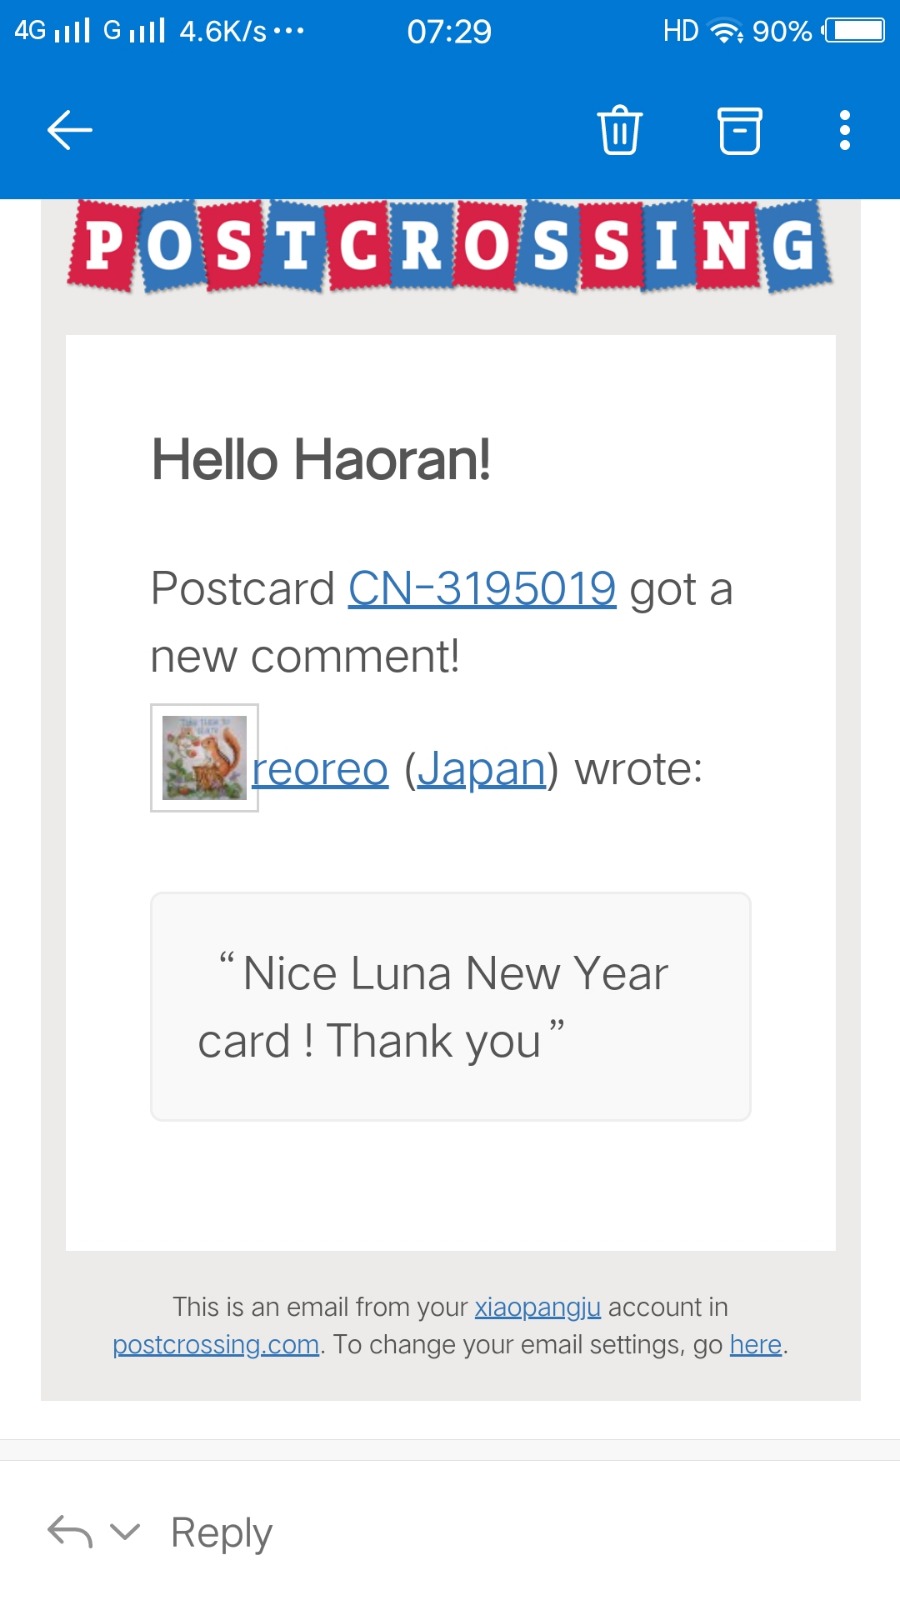 4G G 4.6K/s... 07:29 HD 90%
POSTCROSSING
Hello Haoran!
Postcard CN-3195019 got a
new comment!
reoreo (Japan) wrote:
“Nice Luna New Year
card ! Thank you”
This is an email from your xiaopangju account in
postcrossing.com. To change your email settings, go here.
Reply